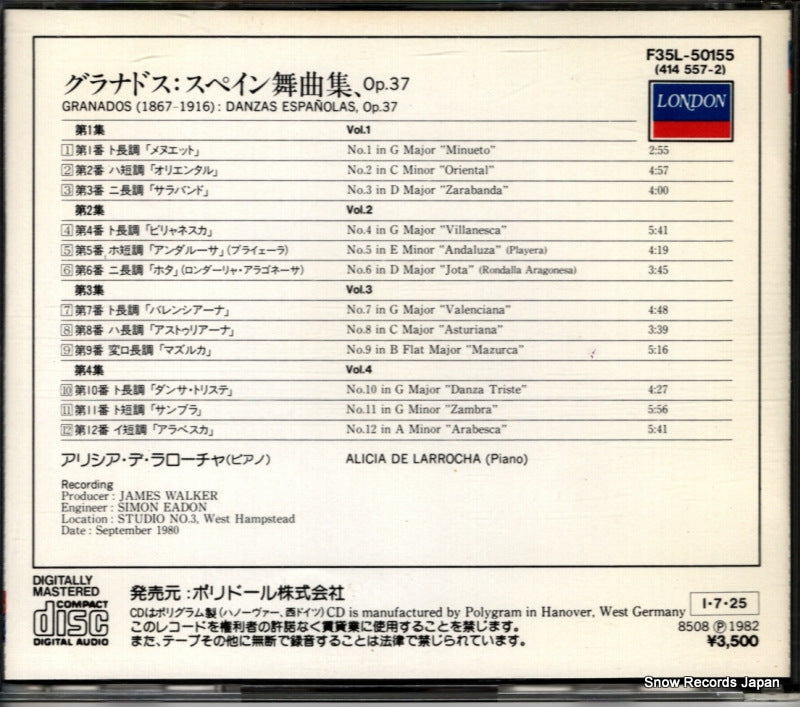 F35L-50155
(414 557-2)
グラナドス：スペイン舞曲集、Op.37
GRANADOS (1867-1916) : DANZAS ESPAÑOLAS, Op.37
LONDON
第1集 Vol.1
1 第1番 ト長調「メヌエット」 No.1 in G Major "Minueto" 2:55
2 第2番 ハ短調「オリエンタル」 No.2 in C Minor "Oriental" 4:57
3 第3番 ニ長調「サラバンド」 No.3 in D Major "Zarabanda" 4:00
第2集 Vol.2
4 第4番 ト長調「ビリャネスカ」 No.4 in G Major "Villanesca" 5:41
5 第5番 ホ短調「アンダルーサ」(プライェーラ) No.5 in E Minor "Andaluza" (Playera) 4:19
6 第6番 ニ長調「ホタ」(ロンダーリャ・アラゴネーサ) No.6 in D Major "Jota" (Rondalla Aragonesa) 3:45
第3集 Vol.3
7 第7番 ト長調「バレンシアーナ」 No.7 in G Major "Valenciana" 4:48
8 第8番 ハ長調「アストゥリアーナ」 No.8 in C Major "Asturiana" 3:39
9 第9番 変ロ長調「マズルカ」 No.9 in B Flat Major "Mazurca" 5:16
第4集 Vol.4
10 第10番 ト長調「ダンサ・トリステ」 No.10 in G Major "Danza Triste" 4:27
11 第11番 ト短調「サンブラ」 No.11 in G Minor "Zambra" 5:56
12 第12番 イ短調「アラベスカ」 No.12 in A Minor "Arabesca" 5:41
アリシア・デ・ラローチャ(ピアノ) ALICIA DE LARROCHA (Piano)
Recording
Producer : JAMES WALKER
Engineer : SIMON EADON
Location : STUDIO NO.3, West Hampstead
Date : September 1980
DIGITALLY
MASTERED
COMPACT
disc
DIGITAL AUDIO
発売元：ポリドール株式会社
CDはポリグラム製(ハノーヴァー、西ドイツ) CD is manufactured by Polygram in Hanover, West Germany
このレコードを権利者の許諾なく賃貸業に使用することを禁じます。
また、テープその他に無断で録音することは法律で禁じられています。
I·7·25
8508 Ⓟ 1982
¥3,500
Snow Records Japan